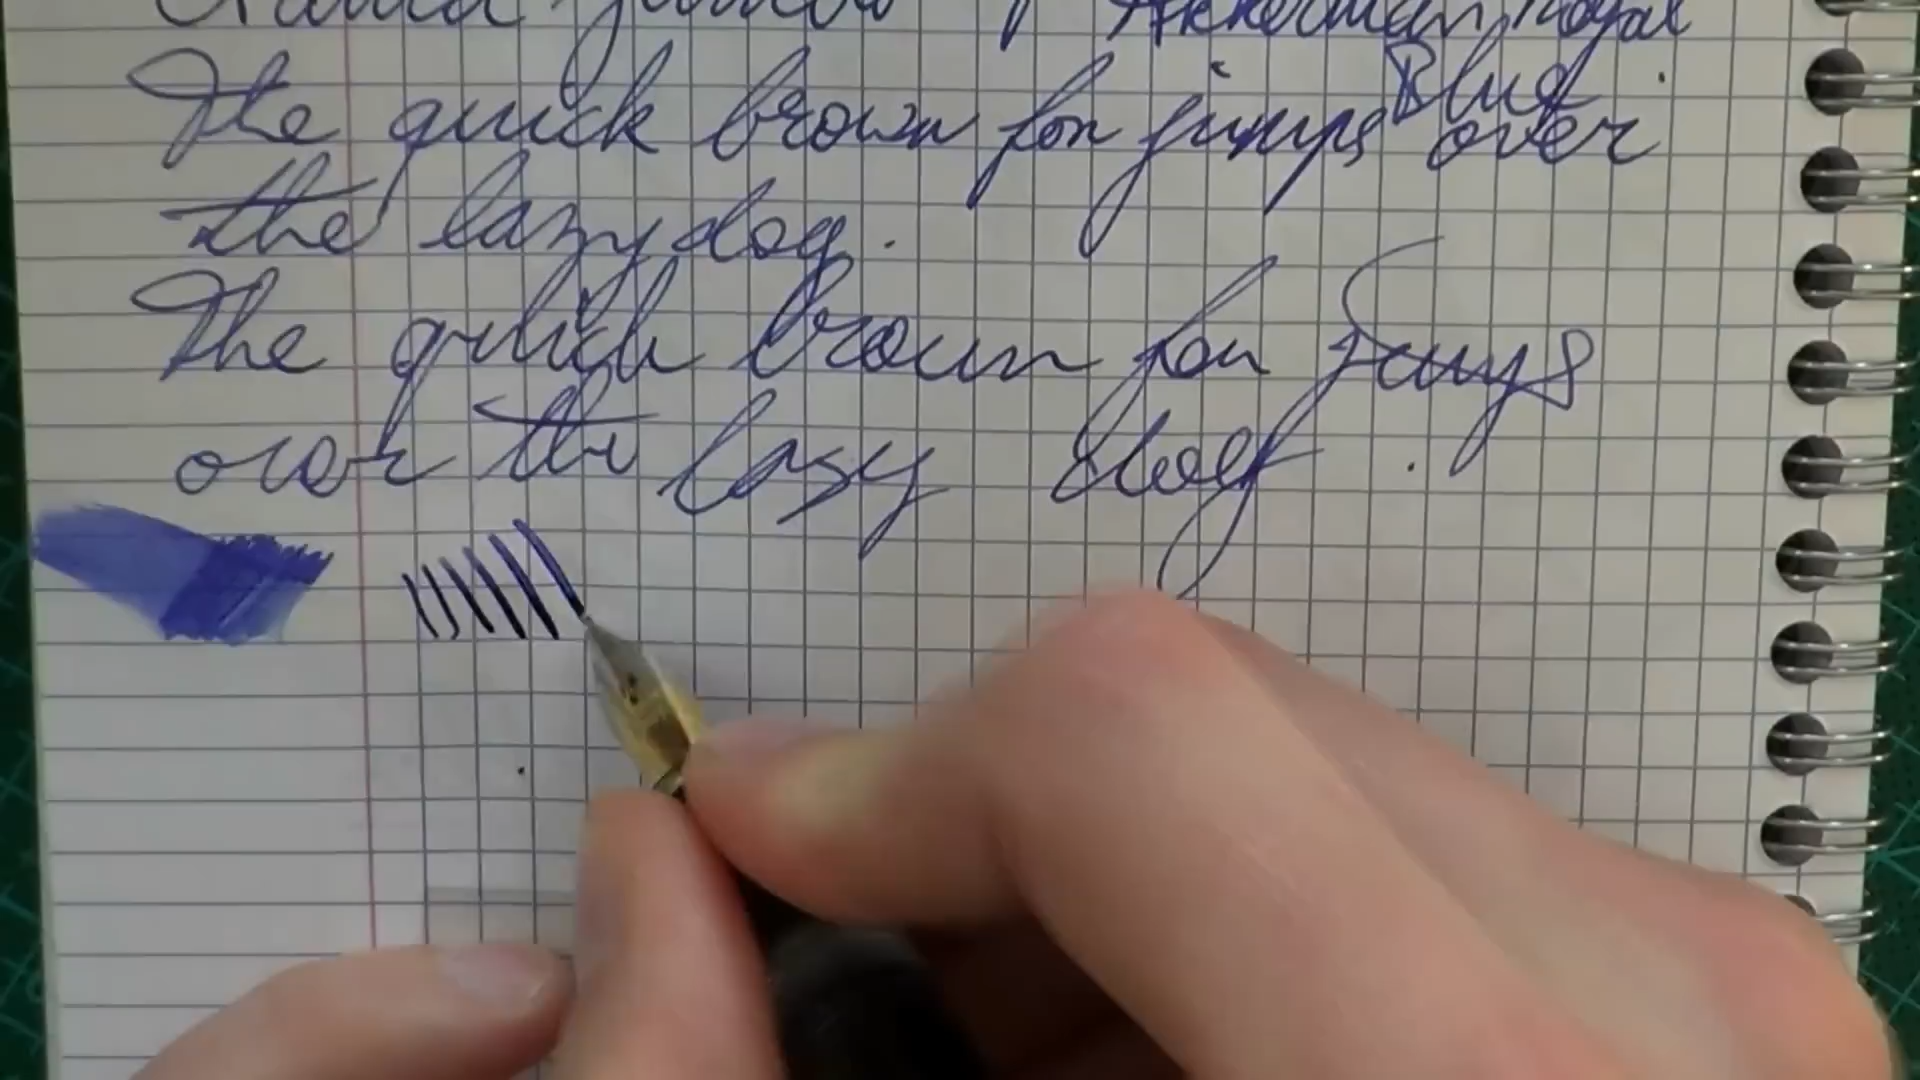 Akkerman Royal
Blue
The quick brown fox jumps over
the lazy dog.
The quick brown fox jumps
over the lazy dog.